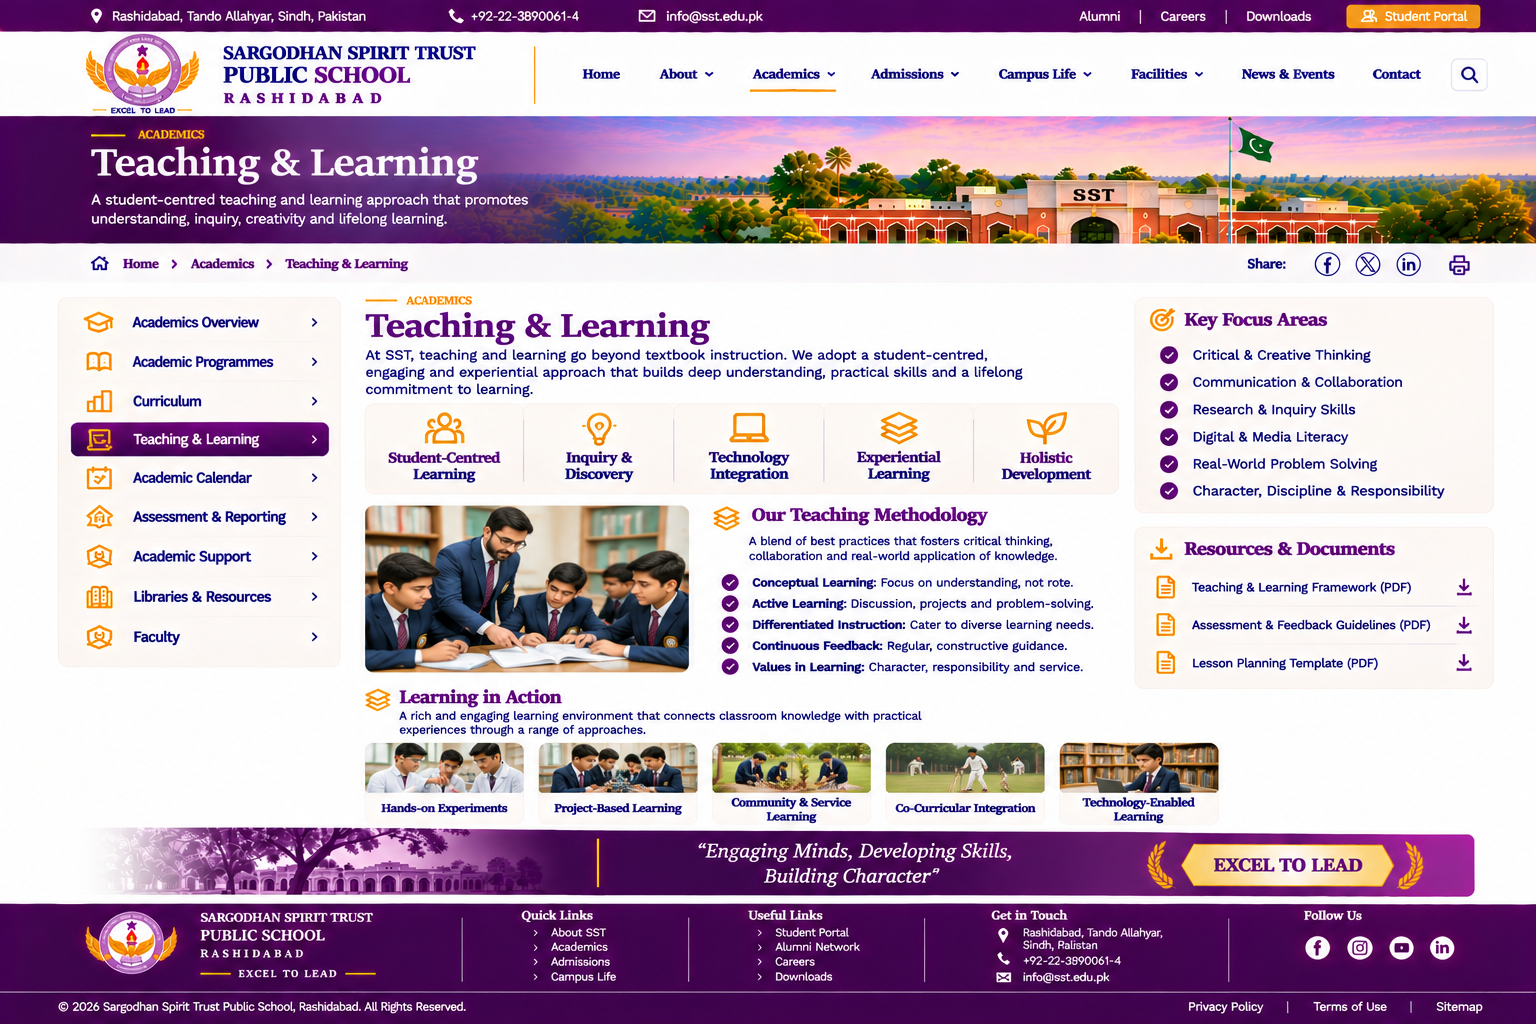 Rashidabad, Tando Allahyar, Sindh, Pakistan
+92-22-3890061-4
info@sst.edu.pk
Alumni
Careers
Downloads
Student Portal
SARGODHAN SPIRIT TRUST
PUBLIC SCHOOL
RASHIDABAD
EXCEL TO LEAD
Home
About
Academics
Admissions
Campus Life
Facilities
News & Events
Contact
ACADEMICS
Teaching & Learning
A student-centred teaching and learning approach that promotes
understanding, inquiry, creativity and lifelong learning.
SST
Home
Academics
Teaching & Learning
Share:
Academics Overview
Academic Programmes
Curriculum
Teaching & Learning
Academic Calendar
Assessment & Reporting
Academic Support
Libraries & Resources
Faculty
ACADEMICS
Teaching & Learning
At SST, teaching and learning go beyond textbook instruction. We adopt a student-centred,
engaging and experiential approach that builds deep understanding, practical skills and a lifelong
commitment to learning.
Student-Centred
Learning
Inquiry &
Discovery
Technology
Integration
Experiential
Learning
Holistic
Development
Our Teaching Methodology
A blend of best practices that fosters critical thinking,
collaboration and real-world application of knowledge.
Conceptual Learning: Focus on understanding, not rote.
Active Learning: Discussion, projects and problem-solving.
Differentiated Instruction: Cater to diverse learning needs.
Continuous Feedback: Regular, constructive guidance.
Values in Learning: Character, responsibility and service.
Learning in Action
A rich and engaging learning environment that connects classroom knowledge with practical
experiences through a range of approaches.
Hands-on Experiments
Project-Based Learning
Community & Service
Learning
Co-Curricular Integration
Technology-Enabled
Learning
Key Focus Areas
Critical & Creative Thinking
Communication & Collaboration
Research & Inquiry Skills
Digital & Media Literacy
Real-World Problem Solving
Character, Discipline & Responsibility
Resources & Documents
Teaching & Learning Framework (PDF)
Assessment & Feedback Guidelines (PDF)
Lesson Planning Template (PDF)
“Engaging Minds, Developing Skills,
Building Character”
EXCEL TO LEAD
SARGODHAN SPIRIT TRUST
PUBLIC SCHOOL
RASHIDABAD
EXCEL TO LEAD
Quick Links
About SST
Academics
Admissions
Campus Life
Useful Links
Student Portal
Alumni Network
Careers
Downloads
Get in Touch
Rashidabad, Tando Allahyar,
Sindh, Ralistan
+92-22-3890061-4
info@sst.edu.pk
Follow Us
© 2026 Sargodhan Spirit Trust Public School, Rashidabad. All Rights Reserved.
Privacy Policy
Terms of Use
Sitemap